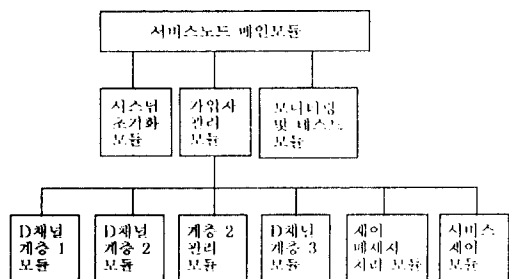 서비스노드 메인모듈
시스템
초기화
모듈
가입자
관리
모듈
모니터링
및 테스트
모듈
D채널
계층 1
모듈
D채널
계층 2
모듈
계층 2
관리
모듈
D채널
계층 3
모듈
제어
메세지
처리 모듈
서비스
제어
모듈